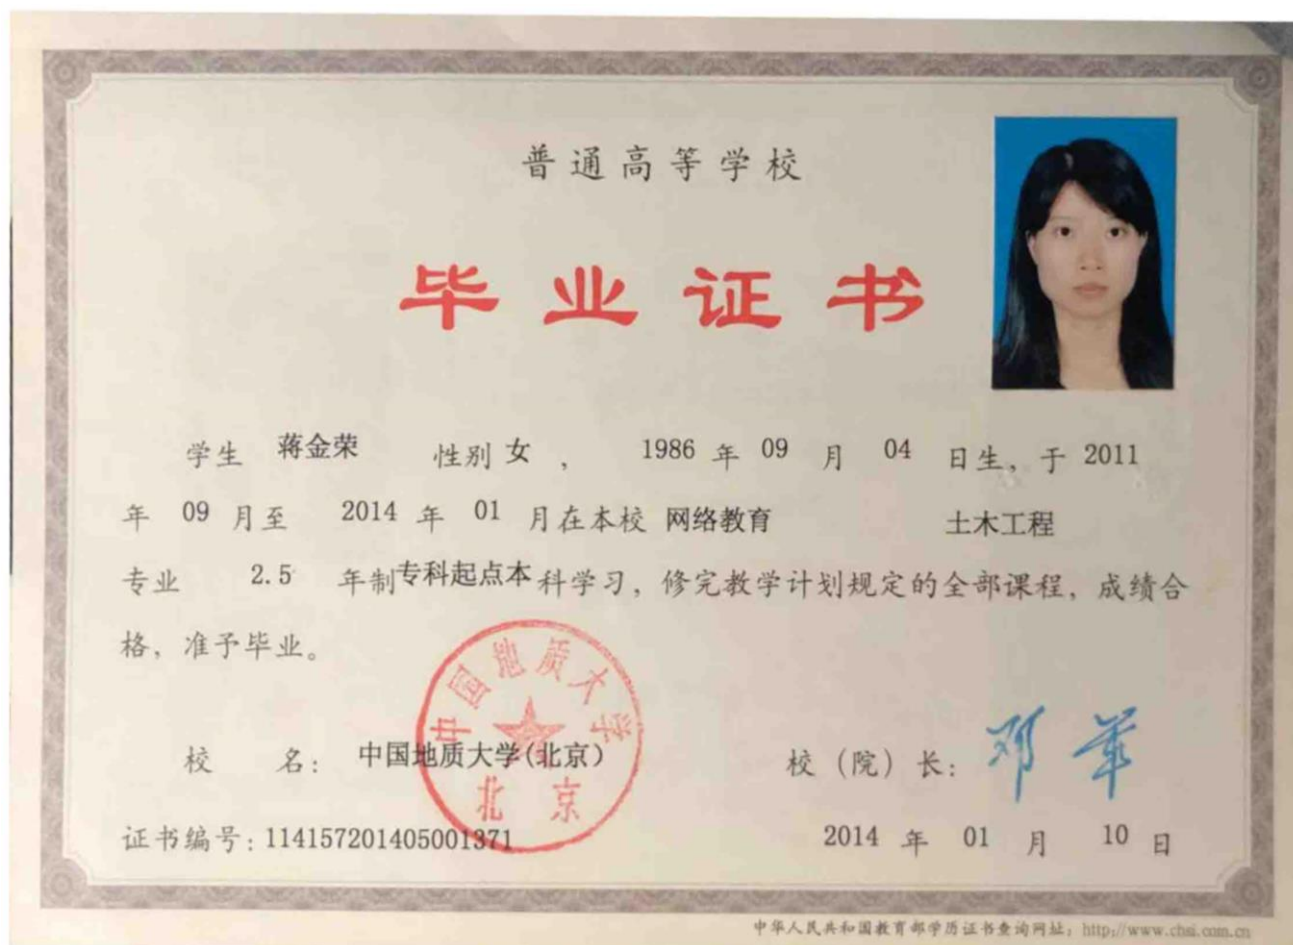 普通高等学校
毕业证书
学生 蒋金荣 性别 女 , 1986 年 09 月 04 日生, 于 2011
年 09 月至 2014 年 01 月在本校 网络教育 土木工程
专业 2.5 年制 专科起点本 科学习, 修完教学计划规定的全部课程, 成绩合
格, 准予毕业。
中国地质大学
北京
校 名: 中国地质大学(北京) 校(院)长: 邓军
证书编号: 114157201405001371 2014 年 01 月 10 日
中华人民共和国教育部学历证书查询网址: http://www.chsi.com.cn